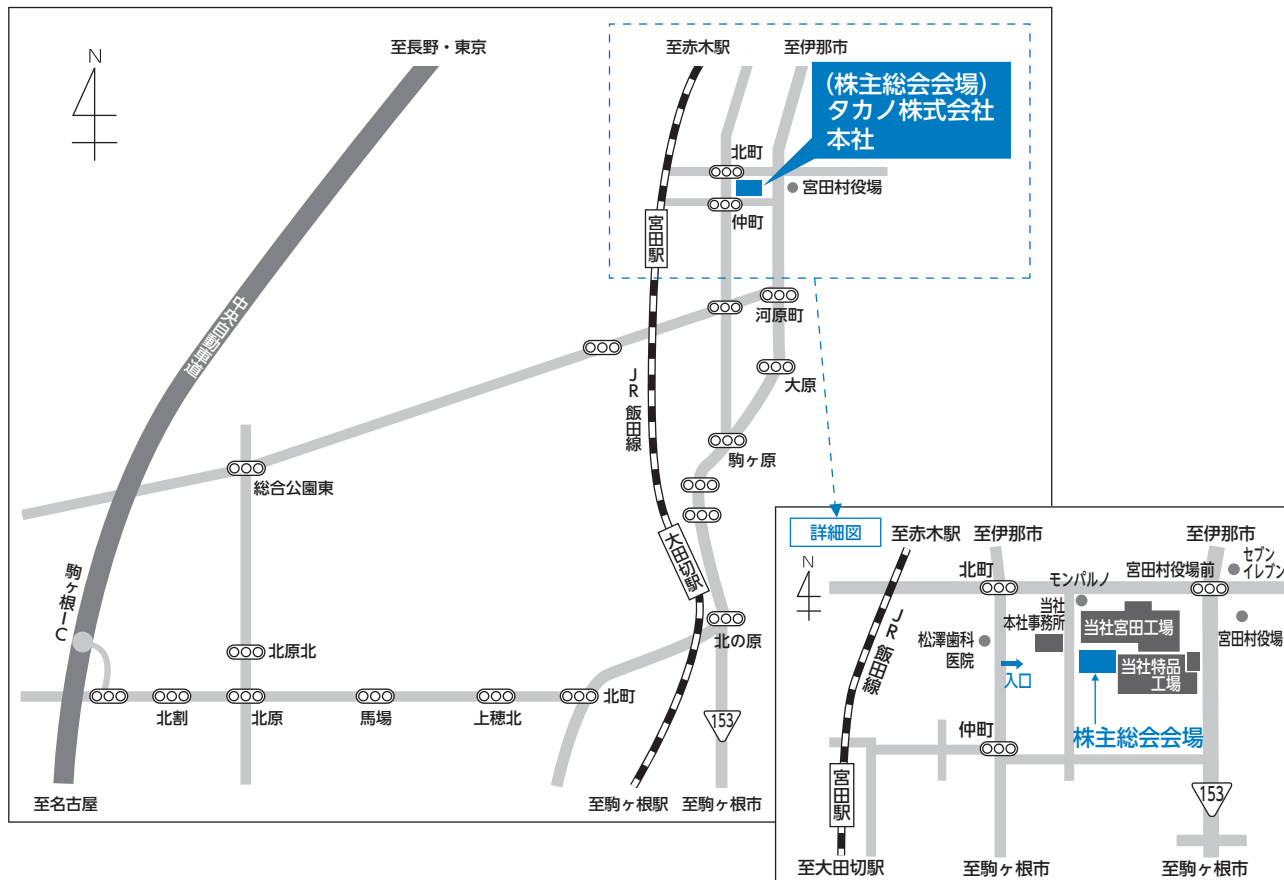 N
至長野・東京
至赤木駅
至伊那市
(株主総会会場)
タカノ株式会社
本社
北町
宮田村役場
仲町
宮田駅
中央自動車道
河原町
JR飯田線
大原
駒ヶ原
総合公園東
大田切駅
駒ヶ根IC
北原北
北の原
北割
北原
馬場
上穂北
北町
153
至名古屋
至駒ヶ根駅
至駒ヶ根市
詳細図
N
至赤木駅
至伊那市
至伊那市
セブン
イレブン
北町
モンパルノ
宮田村役場前
当社
本社事務所
当社宮田工場
宮田村役場
松澤歯科
医院
JR飯田線
入口
当社特品
工場
株主総会会場
仲町
宮田駅
153
至大田切駅
至駒ヶ根市
至駒ヶ根市